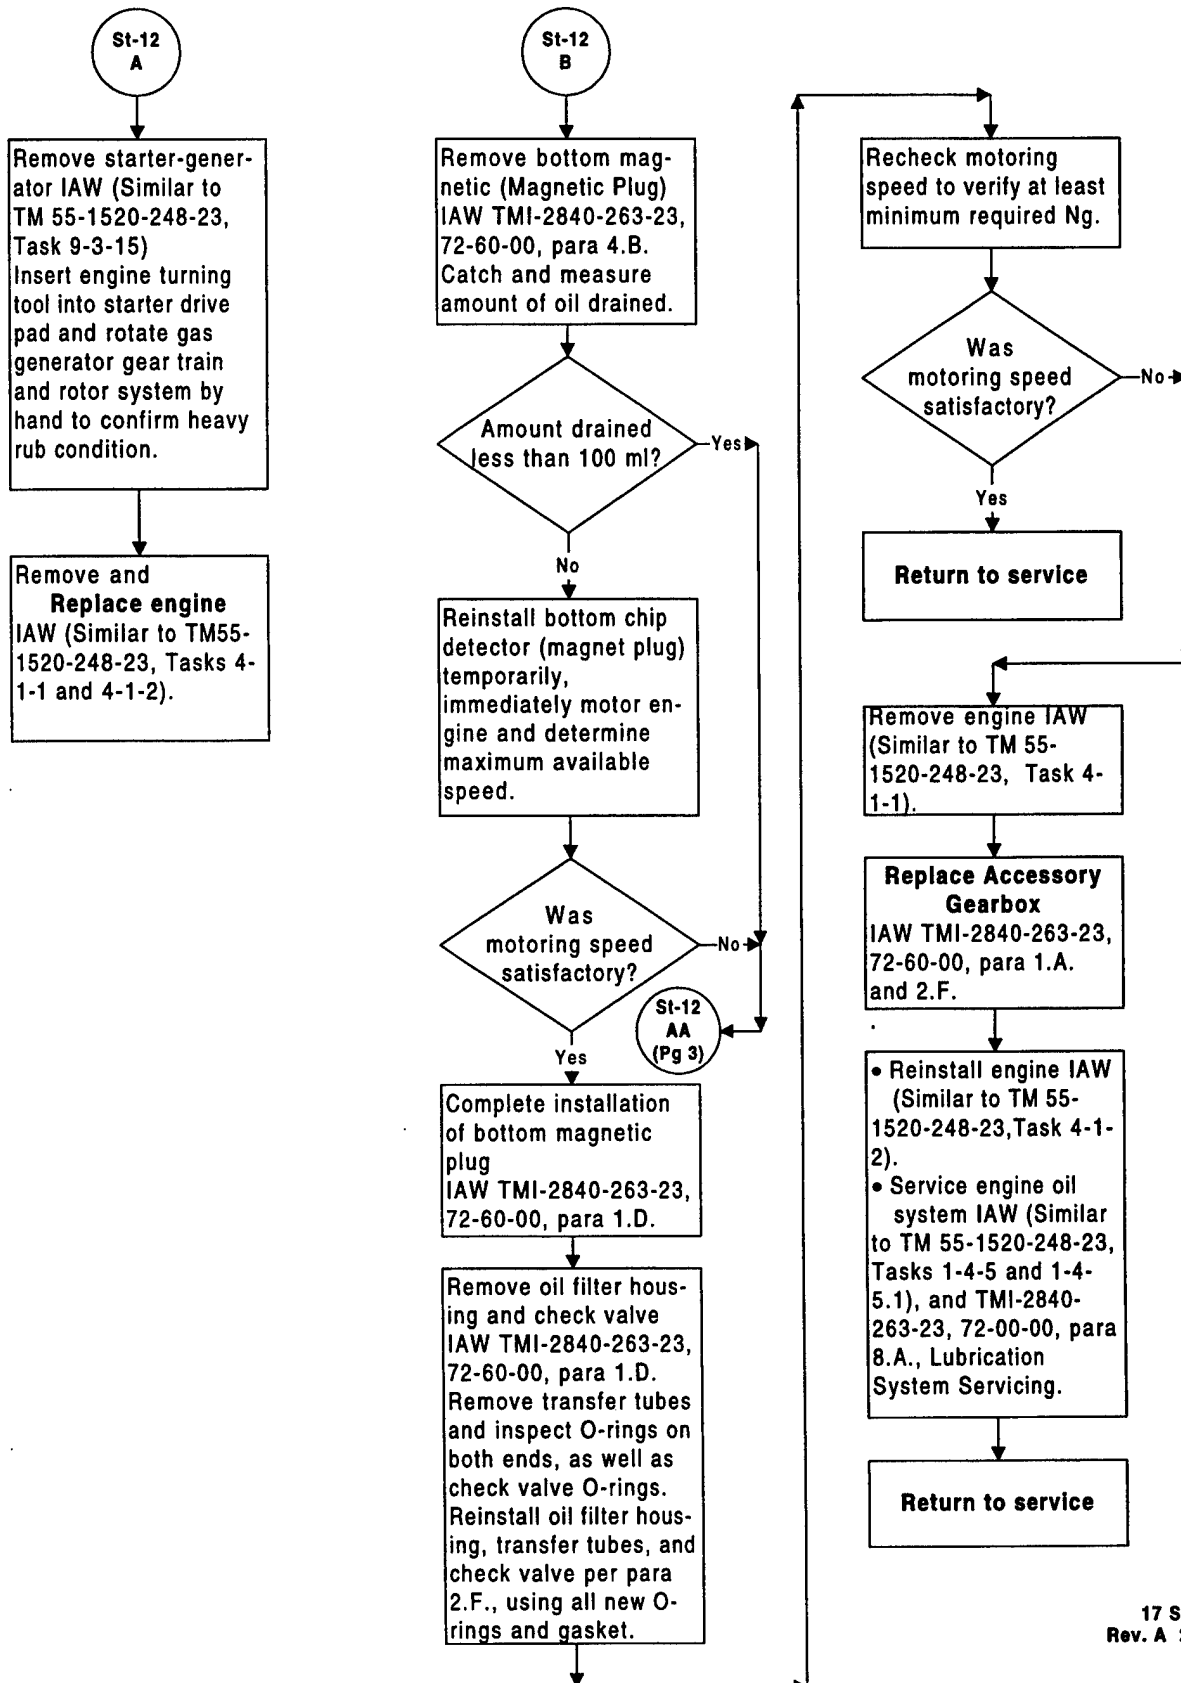 St-12
A
Remove starter-gener-
ator IAW (Similar to
TM 55-1520-248-23,
Task 9-3-15)
Insert engine turning
tool into starter drive
pad and rotate gas
generator gear train
and rotor system by
hand to confirm heavy
rub condition.
Remove and
Replace engine
IAW (Similar to TM55-
1520-248-23, Tasks 4-
1-1 and 4-1-2).
St-12
B
Remove bottom mag-
netic (Magnetic Plug)
IAW TMI-2840-263-23,
72-60-00, para 4.B.
Catch and measure
amount of oil drained.
Amount drained
less than 100 ml?
Yes
No
Reinstall bottom chip
detector (magnet plug)
temporarily,
immediately motor en-
gine and determine
maximum available
speed.
Was
motoring speed
satisfactory?
No
St-12
AA
(Pg 3)
Yes
Complete installation
of bottom magnetic
plug
IAW TMI-2840-263-23,
72-60-00, para 1.D.
Remove oil filter hous-
ing and check valve
IAW TMI-2840-263-23,
72-60-00, para 1.D.
Remove transfer tubes
and inspect O-rings on
both ends, as well as
check valve O-rings.
Reinstall oil filter hous-
ing, transfer tubes, and
check valve per para
2.F., using all new O-
rings and gasket.
Recheck motoring
speed to verify at least
minimum required Ng.
Was
motoring speed
satisfactory?
No
Yes
Return to service
Remove engine IAW
(Similar to TM 55-
1520-248-23, Task 4-
1-1).
Replace Accessory
Gearbox
IAW TMI-2840-263-23,
72-60-00, para 1.A.
and 2.F.
• Reinstall engine IAW
(Similar to TM 55-
1520-248-23,Task 4-1-
2).
• Service engine oil
system IAW (Similar
to TM 55-1520-248-23,
Tasks 1-4-5 and 1-4-
5.1), and TMI-2840-
263-23, 72-00-00, para
8.A., Lubrication
System Servicing.
Return to service
17 S
Rev. A